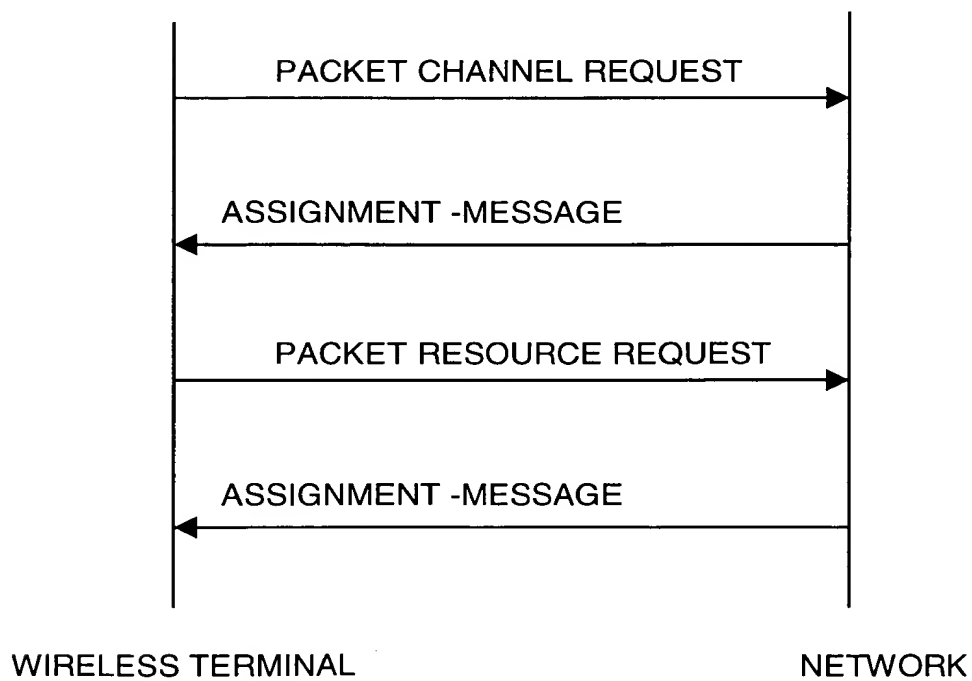 PACKET CHANNEL REQUEST
ASSIGNMENT -MESSAGE
PACKET RESOURCE REQUEST
ASSIGNMENT -MESSAGE
WIRELESS TERMINAL
NETWORK